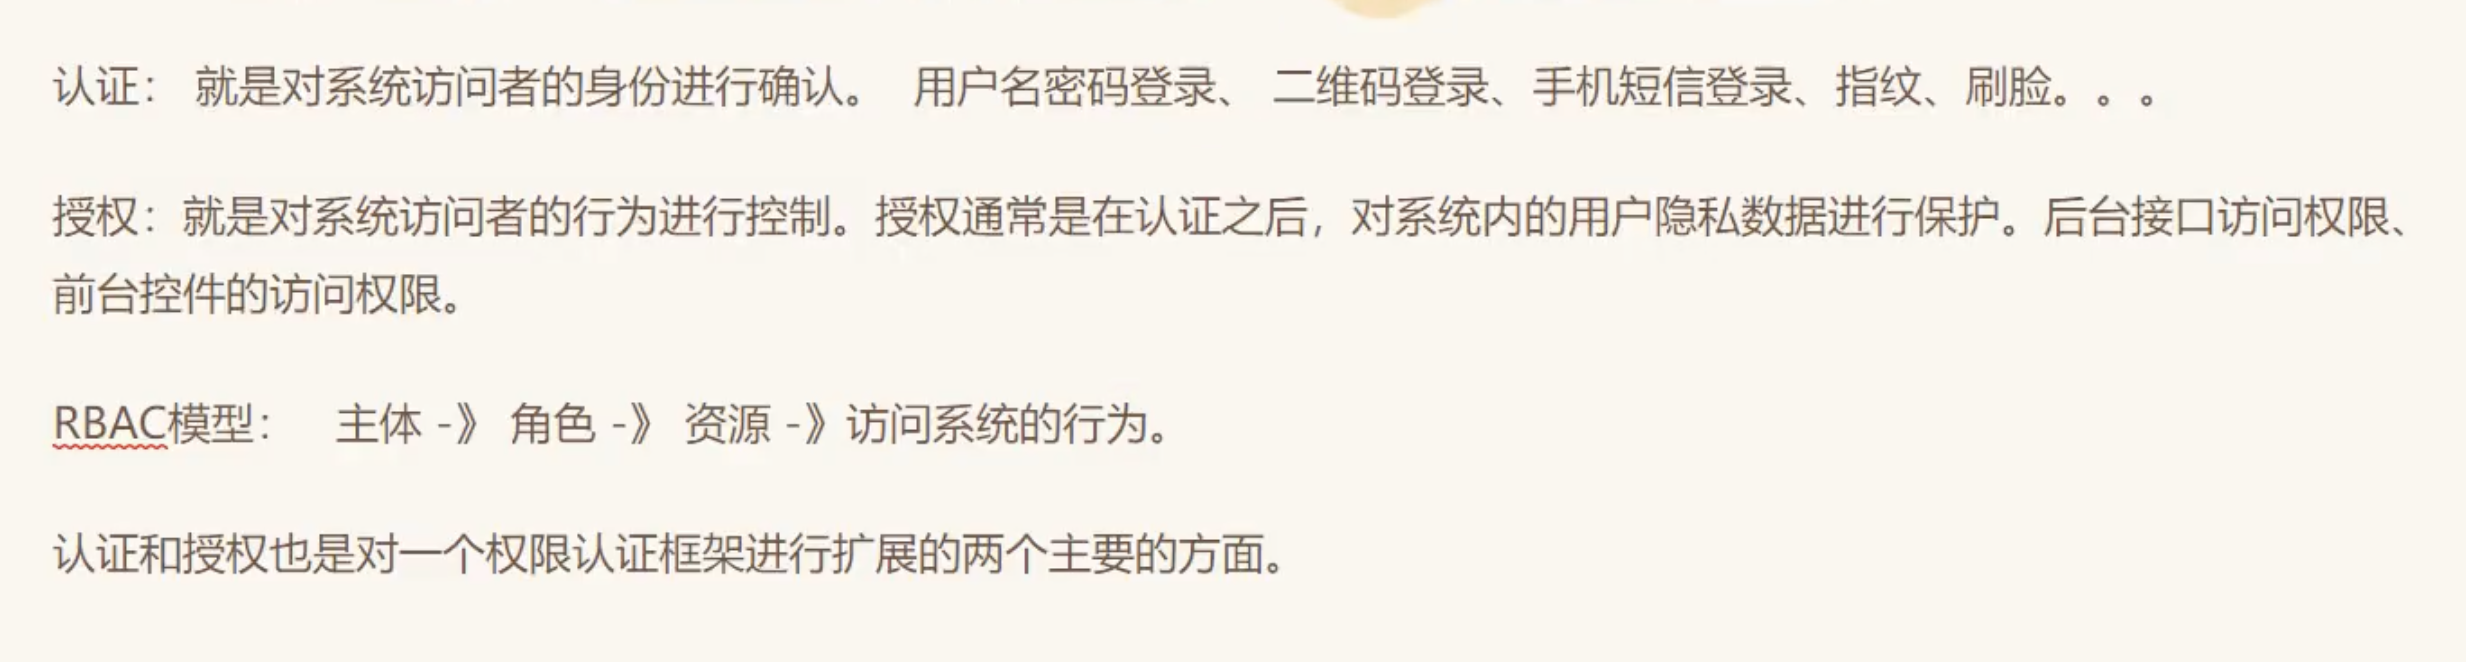 认证： 就是对系统访问者的身份进行确认。 用户名密码登录、 二维码登录、手机短信登录、指纹、刷脸。。。
授权：就是对系统访问者的行为进行控制。授权通常是在认证之后，对系统内的用户隐私数据进行保护。后台接口访问权限、
前台控件的访问权限。
RBAC模型： 主体 -》 角色 -》 资源 -》访问系统的行为。
认证和授权也是对一个权限认证框架进行扩展的两个主要的方面。